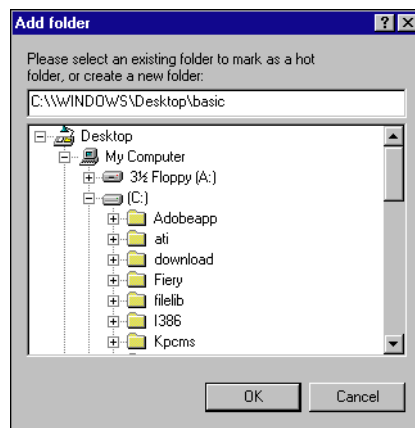 Add folder
Please select an existing folder to mark as a hot
folder, or create a new folder:
C:\\WINDOWS\Desktop\basic
Desktop
My Computer
3½ Floppy (A:)
(C:)
Adobeapp
ati
download
Fiery
filelib
I386
Kpcms
OK Cancel